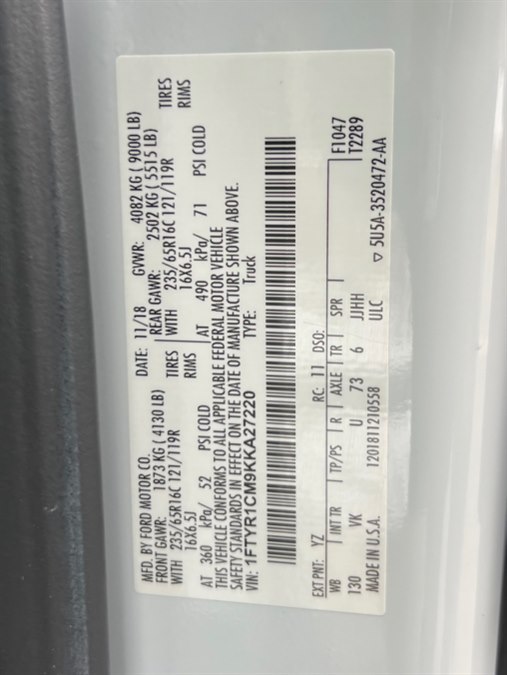 MFD. BY FORD MOTOR CO. DATE: 11/18 GVWR: 4082 KG ( 9000 LB)
FRONT GAWR: 1873 KG ( 4130 LB) REAR GAWR: 2502 KG ( 5515 LB)
WITH 235/65R16C 121/119R TIRES WITH 235/65R16C 121/119R TIRES
16X6.5J RIMS 16X6.5J RIMS
AT 360 kPa/ 52 PSI COLD AT 490 kPa/ 71 PSI COLD
THIS VEHICLE CONFORMS TO ALL APPLICABLE FEDERAL MOTOR VEHICLE
SAFETY STANDARDS IN EFFECT ON THE DATE OF MANUFACTURE SHOWN ABOVE.
VIN: 1FTYR1CM9KKA27220 TYPE: Truck
EXT PNT: YZ RC: 11 DSO: F1047
T2289
WB INT TR TP/PS R AXLE TR SPR
130 VK U 73 6 JJHH
MADE IN U.S.A. 1201811210558 ULC ▽ 5U5A-3520472-AA